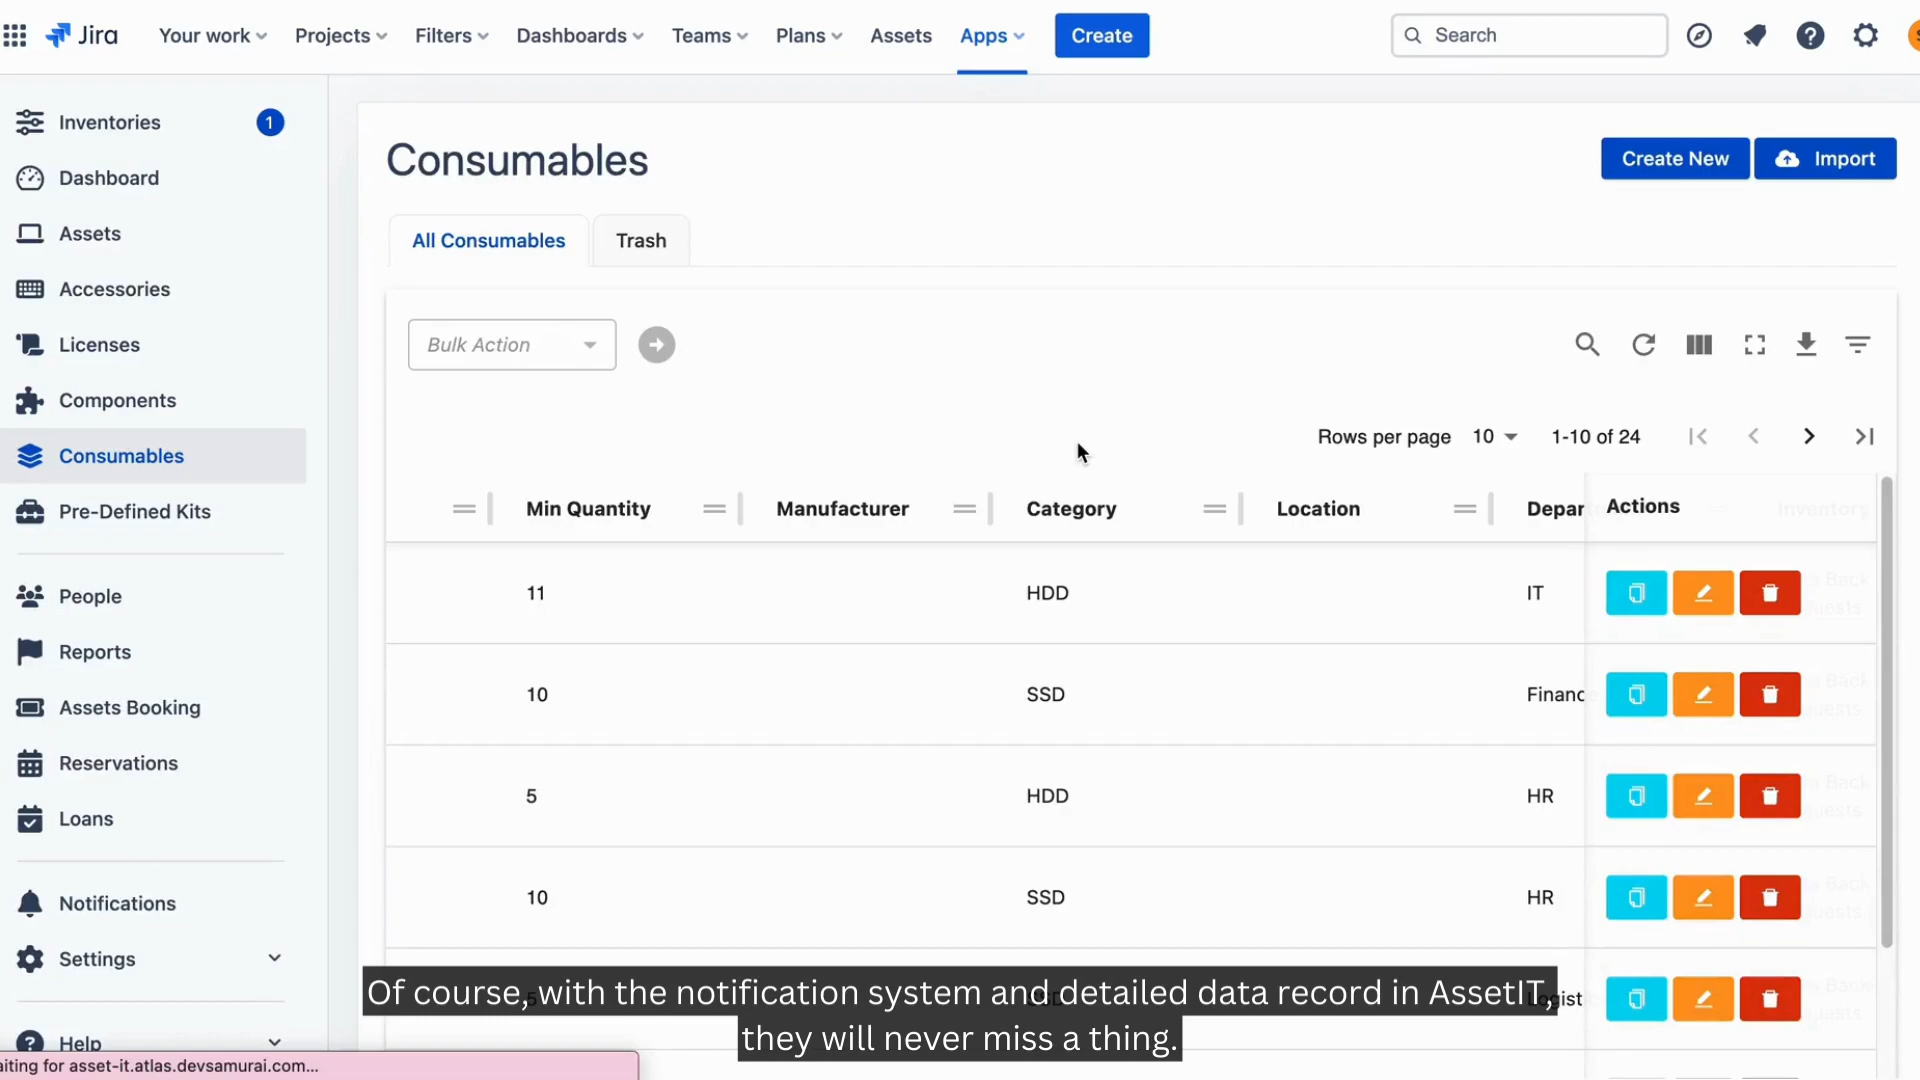 Jira
Your work
Projects
Filters
Dashboards
Teams
Plans
Assets
Apps
Create
Search
Inventories
1
Dashboard
Assets
Accessories
Licenses
Components
Consumables
Pre-Defined Kits
People
Reports
Assets Booking
Reservations
Loans
Notifications
Settings
Help
Consumables
Create New
Import
All Consumables
Trash
Bulk Action
Rows per page 10 1-10 of 24
Min Quantity Manufacturer Category Location Depar Actions Inventory
11 HDD IT
10 SSD Financ
5 HDD HR
10 SSD HR
Of course, with the notification system and detailed data record in AssetIT,
they will never miss a thing.
aiting for asset-it.atlas.devsamurai.com...